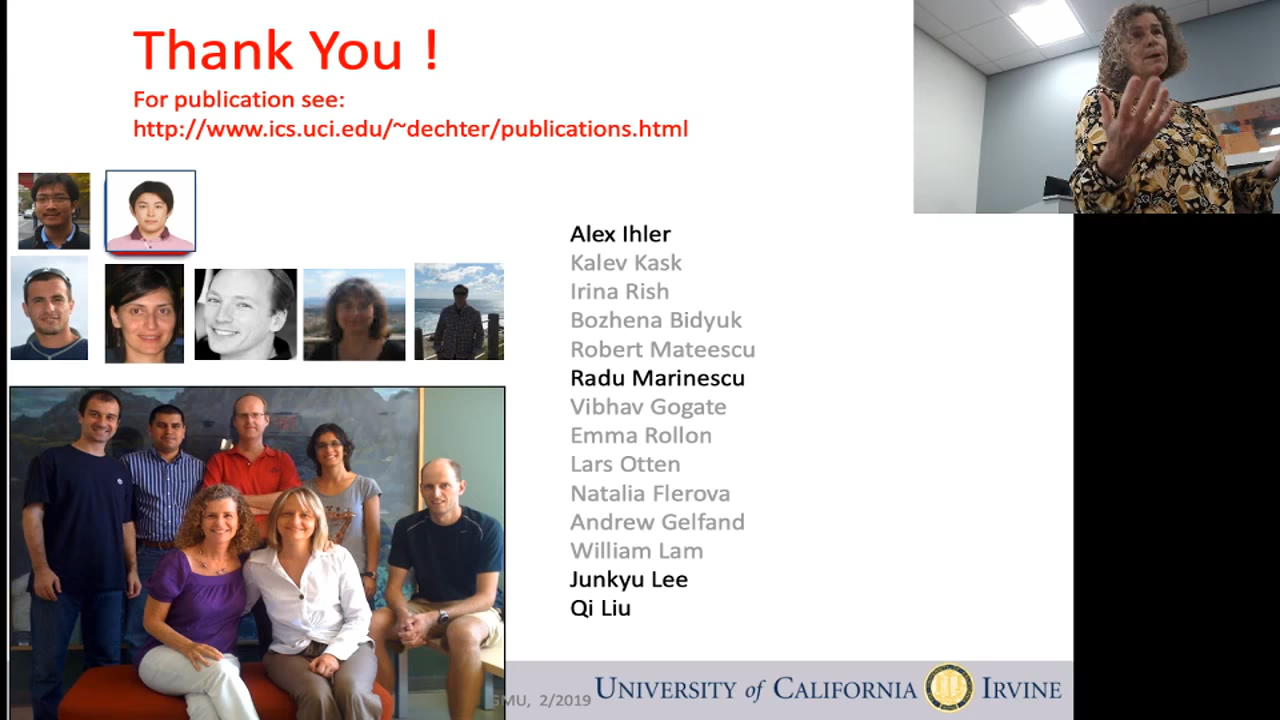 Thank You !
For publication see:
http://www.ics.uci.edu/~dechter/publications.html
Alex Ihler
Kalev Kask
Irina Rish
Bozhena Bidyuk
Robert Mateescu
Radu Marinescu
Vibhav Gogate
Emma Rollon
Lars Otten
Natalia Flerova
Andrew Gelfand
William Lam
Junkyu Lee
Qi Liu
SMU, 2/2019
UNIVERSITY of CALIFORNIA IRVINE